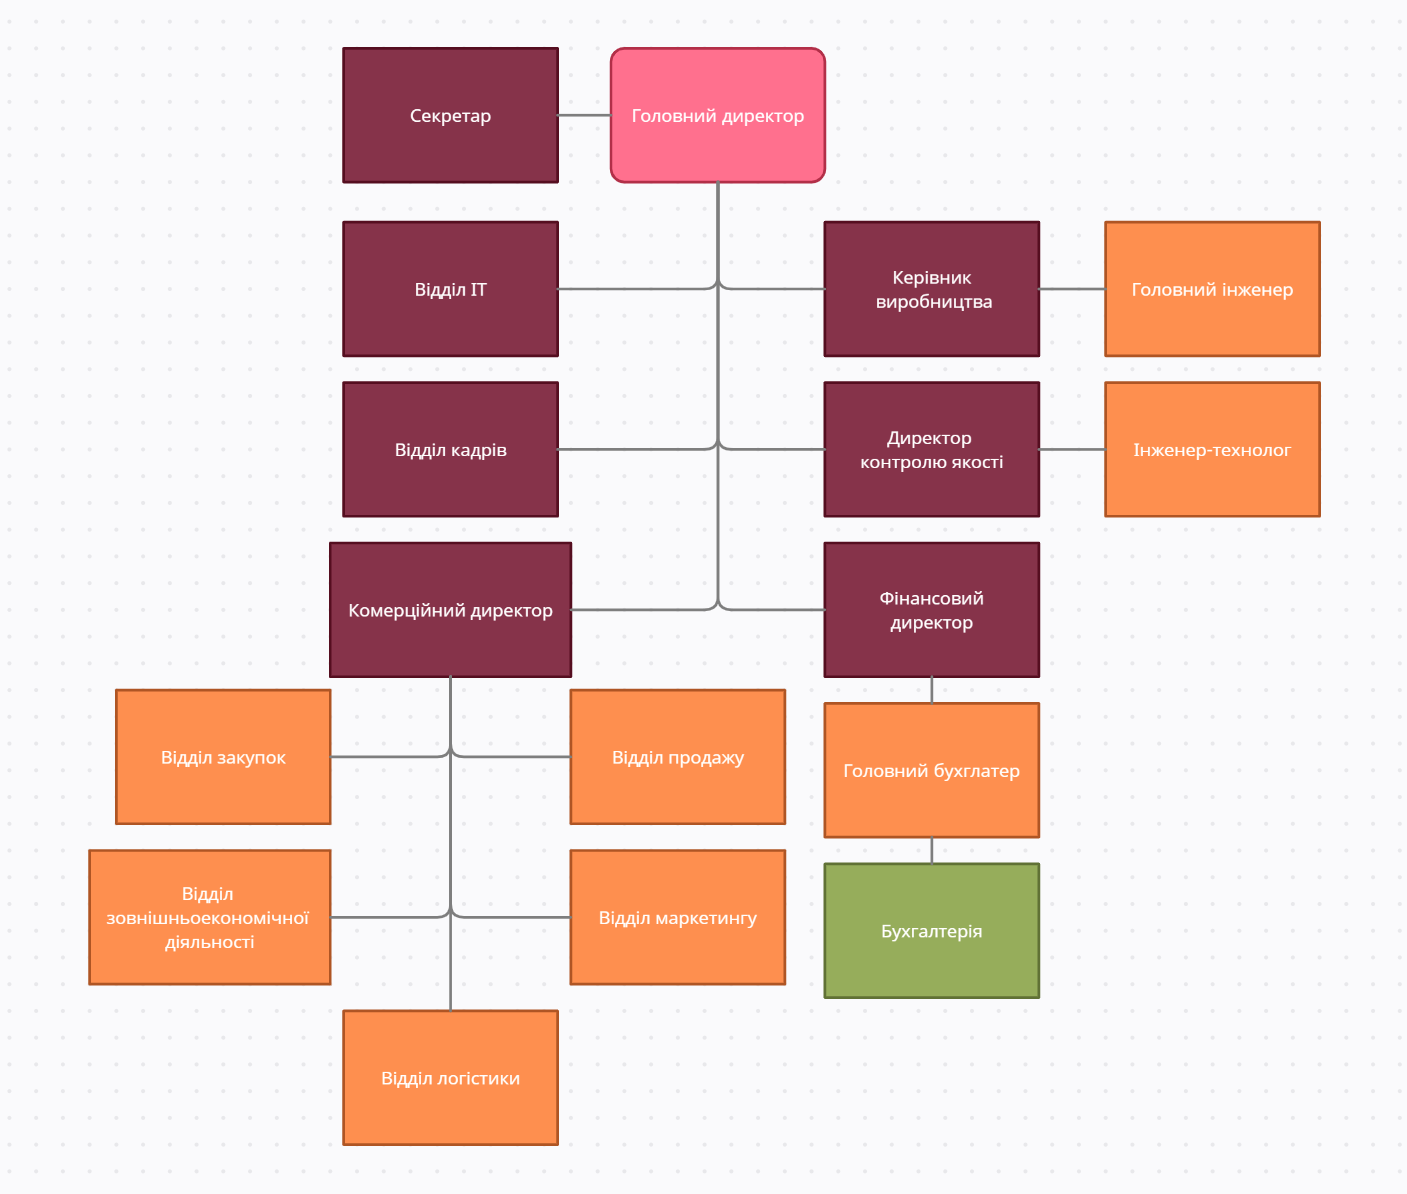 Секретар
Головний директор
Відділ ІТ
Керівник
виробництва
Головний інженер
Відділ кадрів
Директор
контролю якості
Інженер-технолог
Комерційний директор
Фінансовий
директор
Відділ закупок
Відділ продажу
Головний бухглатер
Відділ
зовнішньоекономічної
діяльності
Відділ маркетингу
Бухгалтерія
Відділ логістики